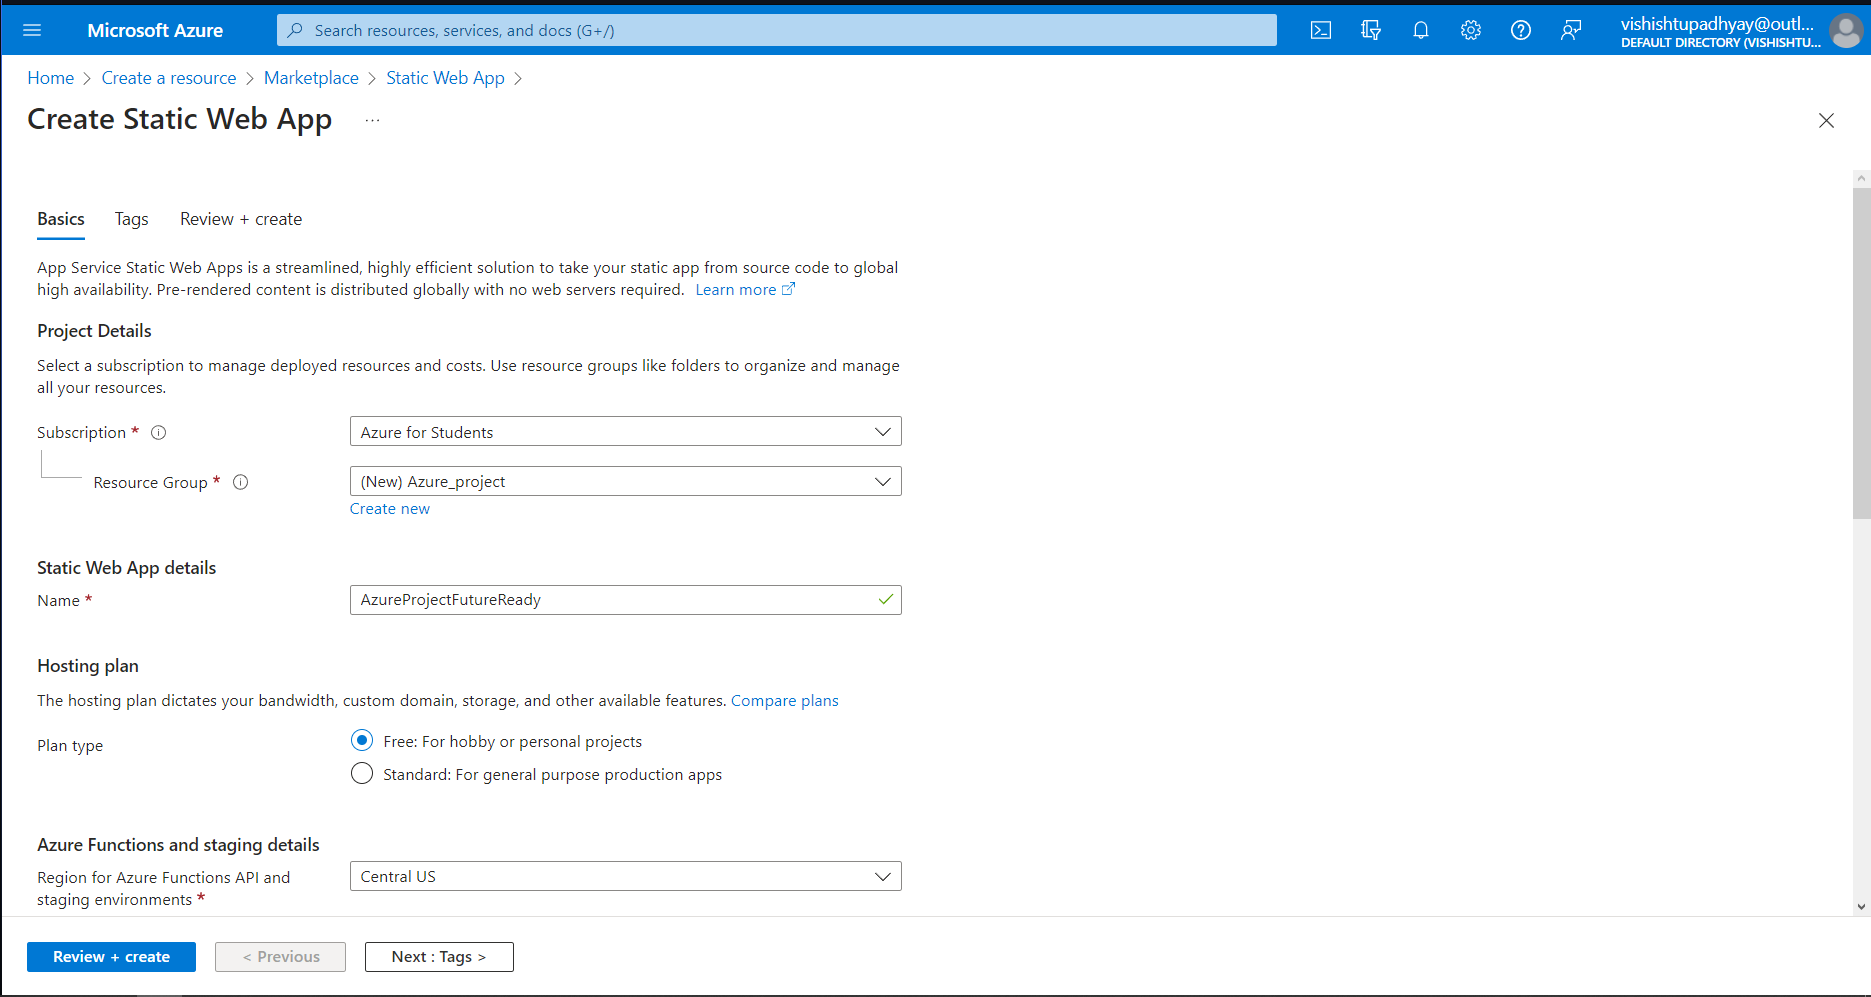 Microsoft Azure
Search resources, services, and docs (G+/)
vishishtupadhyay@outl...
DEFAULT DIRECTORY (VISHISHTU...
Home > Create a resource > Marketplace > Static Web App >
Create Static Web App ...
Basics Tags Review + create
App Service Static Web Apps is a streamlined, highly efficient solution to take your static app from source code to global
high availability. Pre-rendered content is distributed globally with no web servers required. Learn more
Project Details
Select a subscription to manage deployed resources and costs. Use resource groups like folders to organize and manage
all your resources.
Subscription * Azure for Students
Resource Group * (New) Azure_project
Create new
Static Web App details
Name * AzureProjectFutureReady
Hosting plan
The hosting plan dictates your bandwidth, custom domain, storage, and other available features. Compare plans
Plan type Free: For hobby or personal projects
Standard: For general purpose production apps
Azure Functions and staging details
Region for Azure Functions API and Central US
staging environments *
Review + create < Previous Next : Tags >